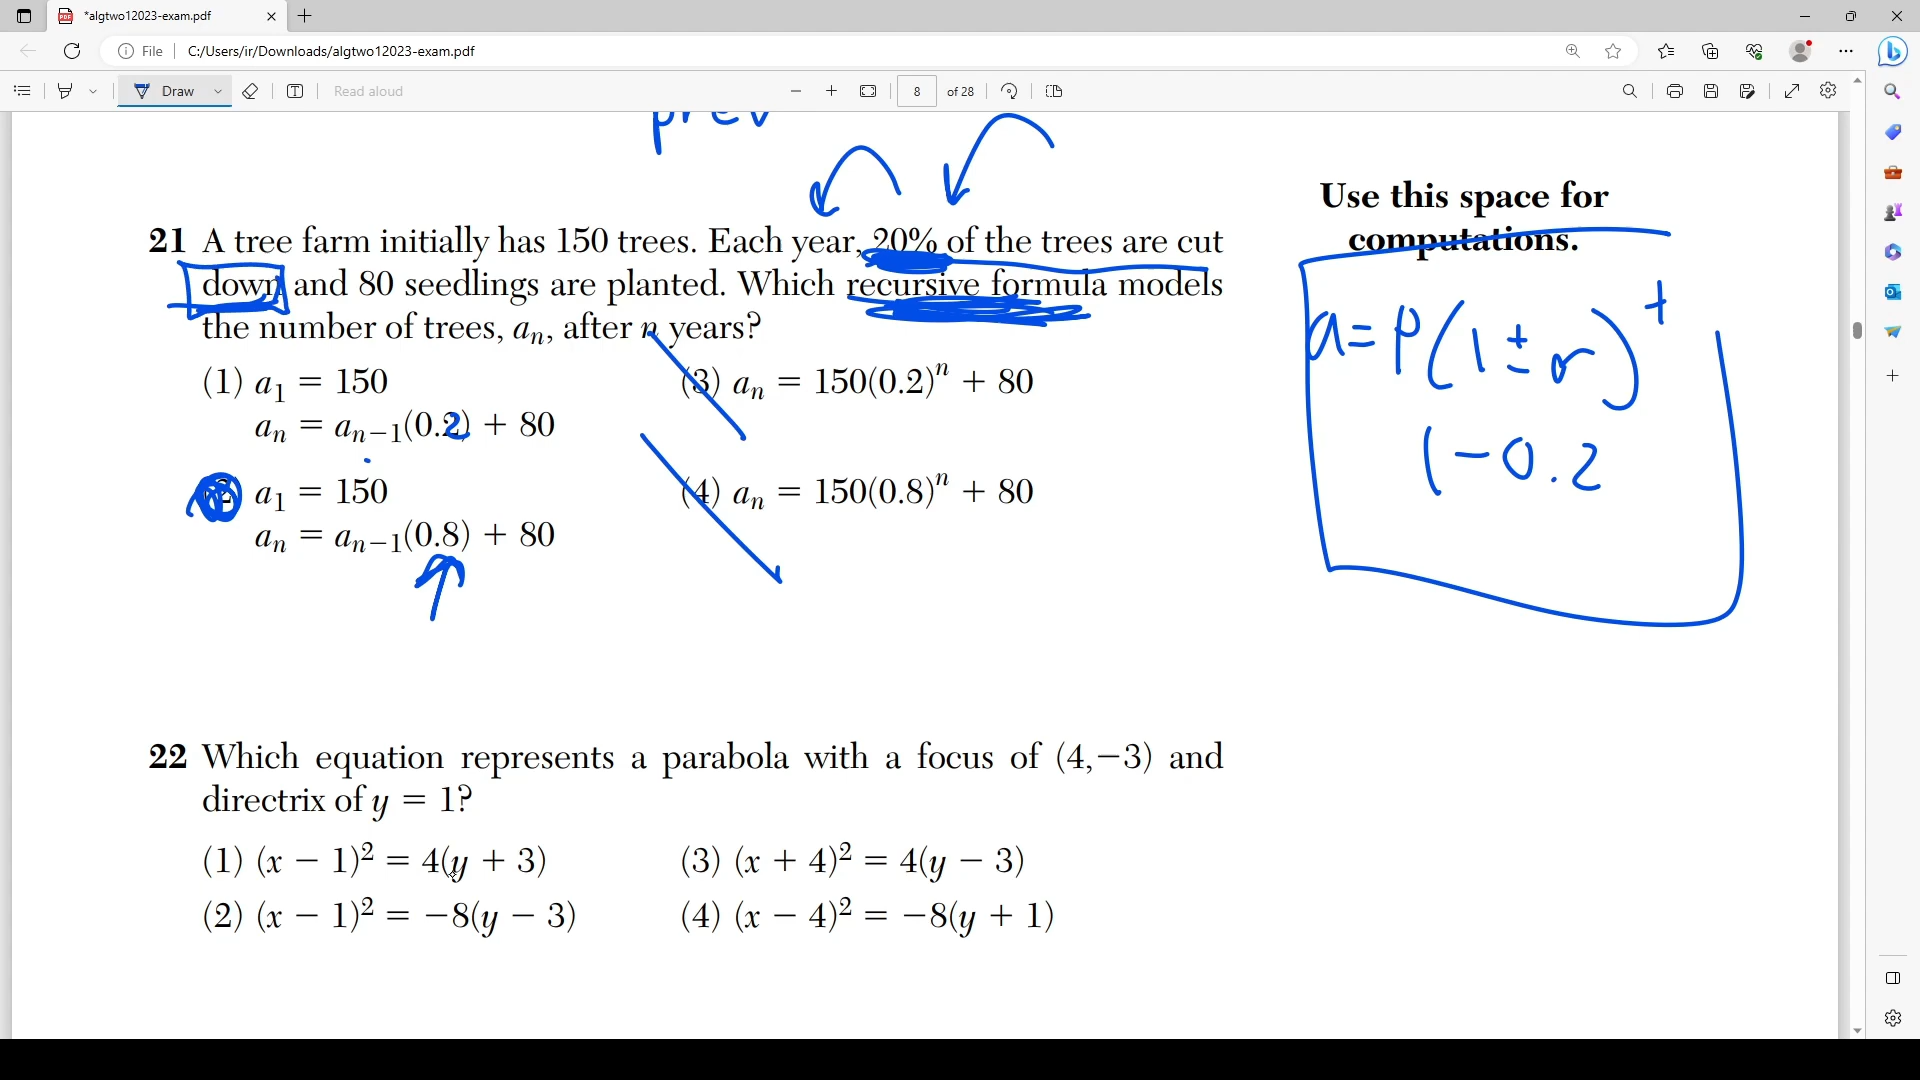 *algtwo12023-exam.pdf
File C:/Users/ir/Downloads/algtwo12023-exam.pdf
Draw Read aloud 8 of 28
prev
Use this space for
computations.
21 A tree farm initially has 150 trees. Each year, 20% of the trees are cut
down and 80 seedlings are planted. Which recursive formula models
the number of trees, aₙ, after n years?
(1) a₁ = 150
aₙ = aₙ₋₁(0.2) + 80
(2) a₁ = 150
aₙ = aₙ₋₁(0.8) + 80
(3) aₙ = 150(0.2)ⁿ + 80
(4) aₙ = 150(0.8)ⁿ + 80
a = P(1 ± r)ᵗ
1 - 0.2
22 Which equation represents a parabola with a focus of (4,−3) and
directrix of y = 1?
(1) (x − 1)² = 4(y + 3)
(2) (x − 1)² = −8(y − 3)
(3) (x + 4)² = 4(y − 3)
(4) (x − 4)² = −8(y + 1)